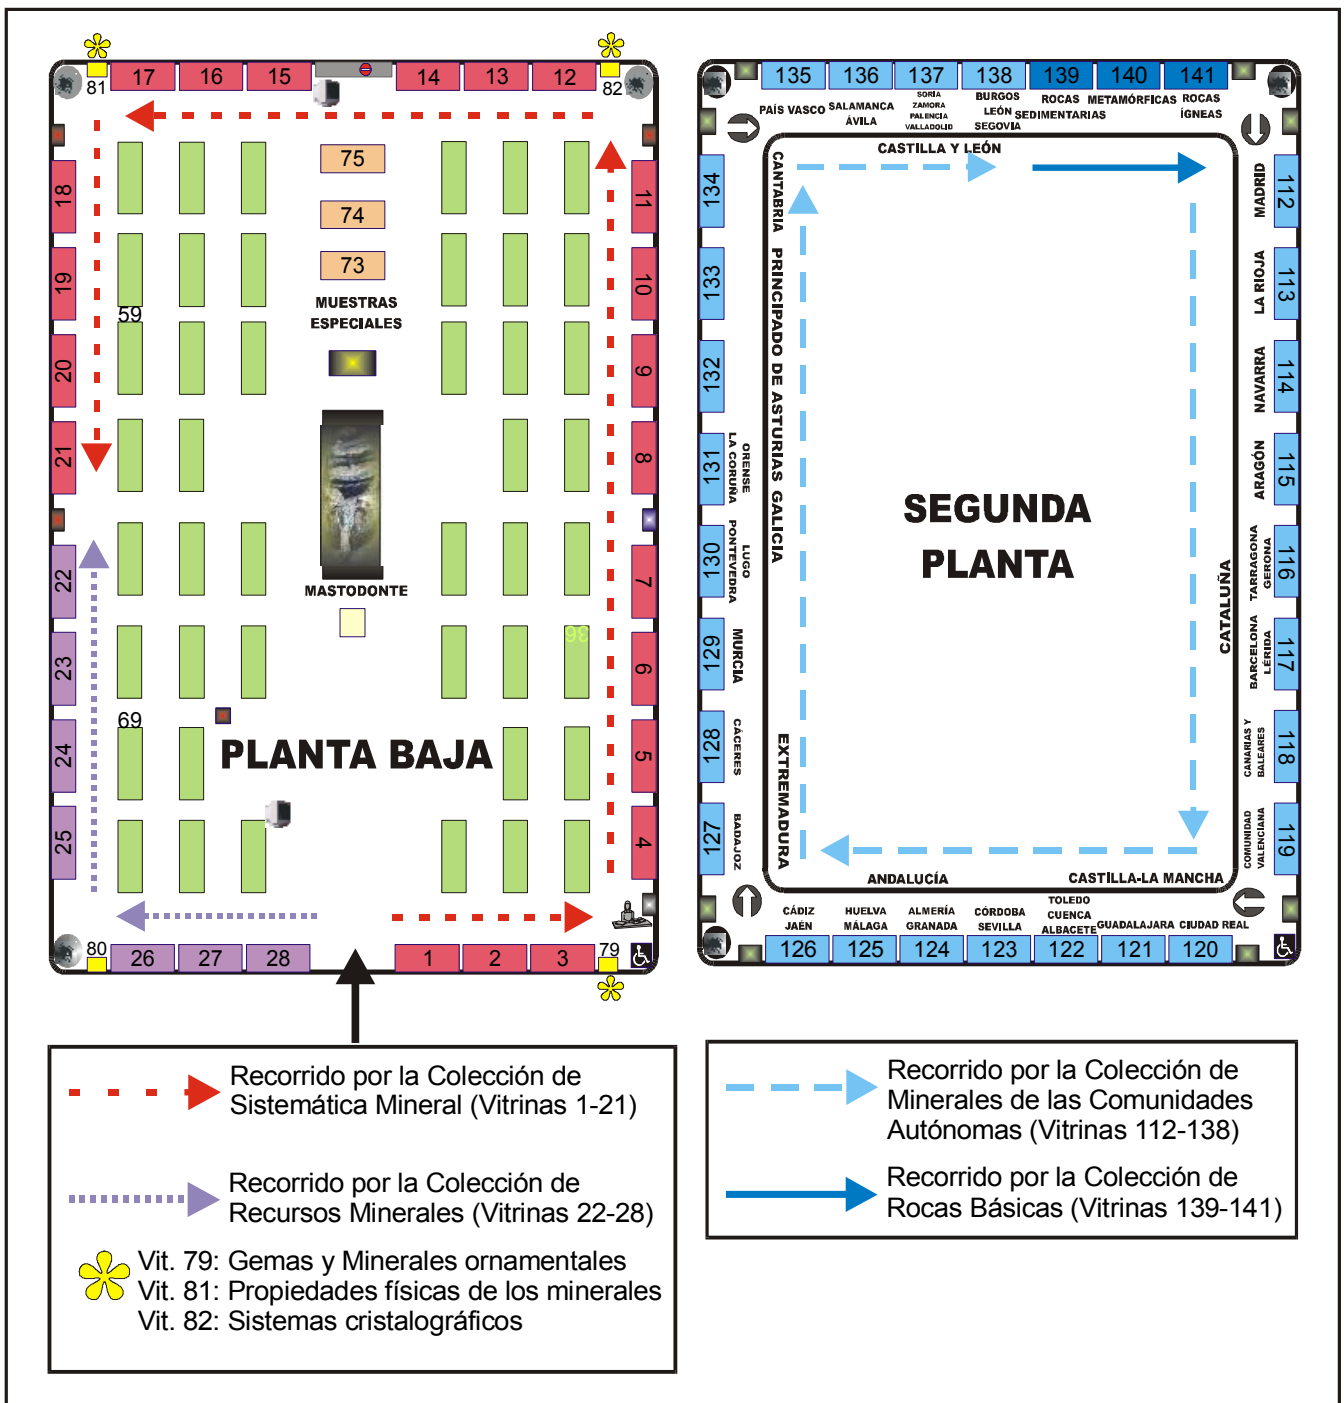 81
17
16
15
14
13
12
82
18
19
20
21
22
23
24
25
59
69
75
74
73
MUESTRAS
ESPECIALES
MASTODONTE
36
PLANTA BAJA
11
10
9
8
7
6
5
4
80
26
27
28
1
2
3
79
135
136
137
138
139
140
141
PAÍS VASCO
SALAMANCA
ÁVILA
SORIA
ZAMORA
PALENCIA
VALLADOLID
BURGOS
LEÓN
SEGOVIA
ROCAS
SEDIMENTARIAS
METAMÓRFICAS
ROCAS
ÍGNEAS
CASTILLA Y LEÓN
CANTABRIA
PRINCIPADO DE ASTURIAS
GALICIA
EXTREMADURA
134
133
132
131
ORENSE
LA CORUÑA
130
LUGO
PONTEVEDRA
129
MURCIA
128
CÁCERES
127
BADAJOZ
SEGUNDA
PLANTA
MADRID
112
LA RIOJA
113
NAVARRA
114
ARAGÓN
115
TARRAGONA
GERONA
116
CATALUÑA
BARCELONA
LÉRIDA
117
CANARIAS Y
BALEARES
118
COMUNIDAD
VALENCIANA
119
ANDALUCÍA
CASTILLA-LA MANCHA
CÁDIZ
JAÉN
HUELVA
MÁLAGA
ALMERÍA
GRANADA
CÓRDOBA
SEVILLA
TOLEDO
CUENCA
ALBACETE
GUADALAJARA
CIUDAD REAL
126
125
124
123
122
121
120
Recorrido por la Colección de
Sistemática Mineral (Vitrinas 1-21)
Recorrido por la Colección de
Recursos Minerales (Vitrinas 22-28)
Vit. 79: Gemas y Minerales ornamentales
Vit. 81: Propiedades físicas de los minerales
Vit. 82: Sistemas cristalográficos
Recorrido por la Colección de
Minerales de las Comunidades
Autónomas (Vitrinas 112-138)
Recorrido por la Colección de
Rocas Básicas (Vitrinas 139-141)